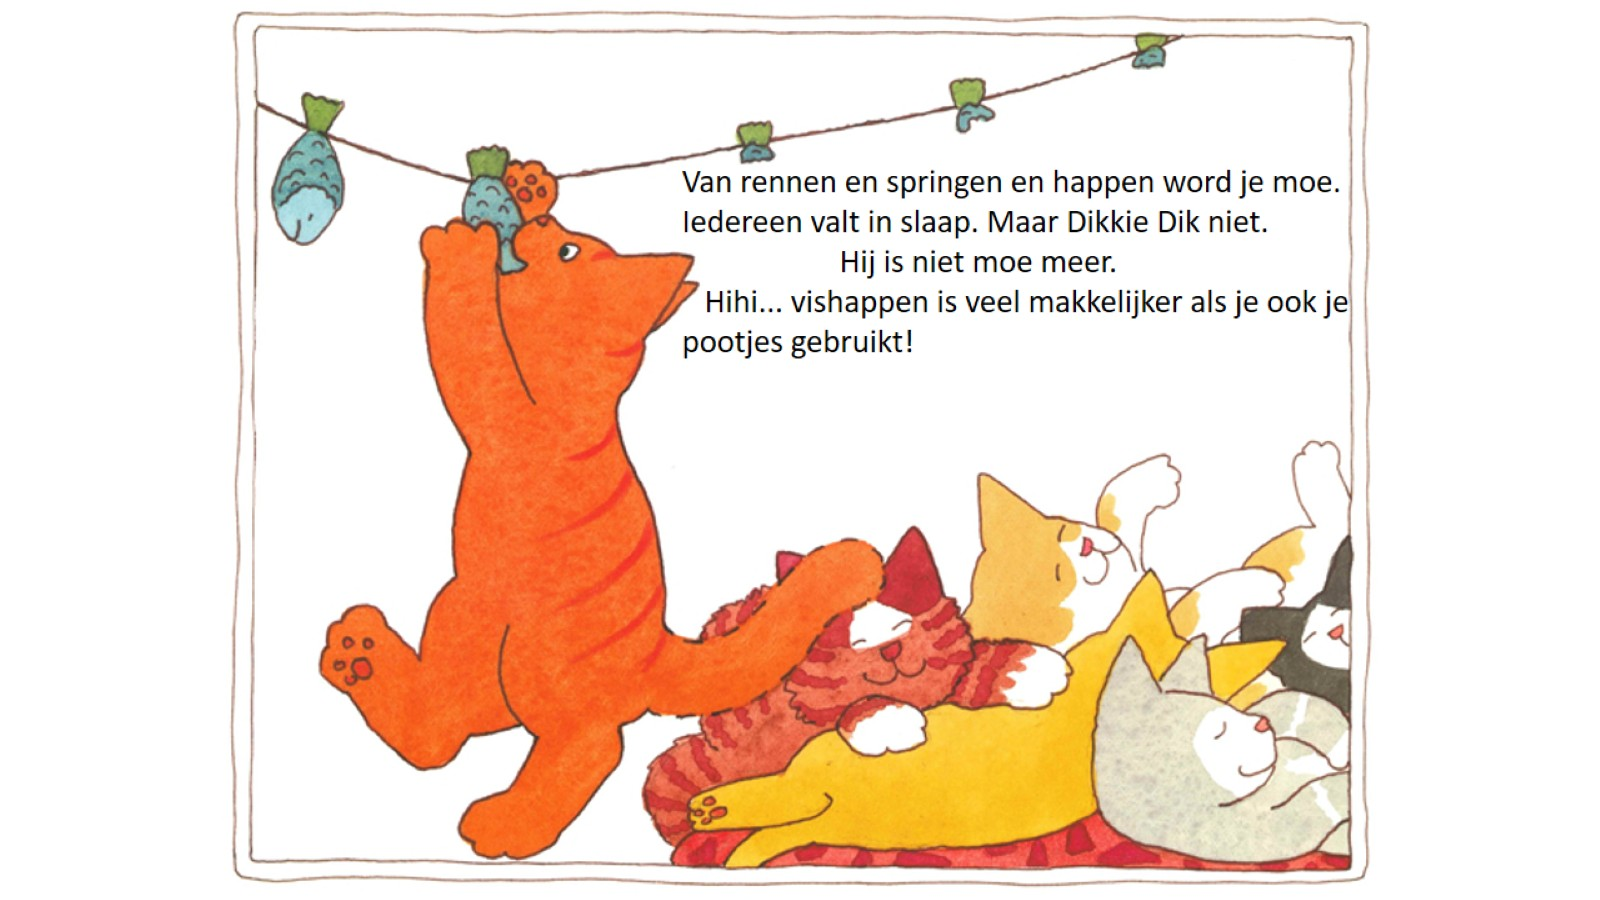 Van rennen en springen en happen word je moe.
Iedereen valt in slaap. Maar Dikkie Dik niet.
Hij is niet moe meer.
Hihi... vishappen is veel makkelijker als je ook je
pootjes gebruikt!